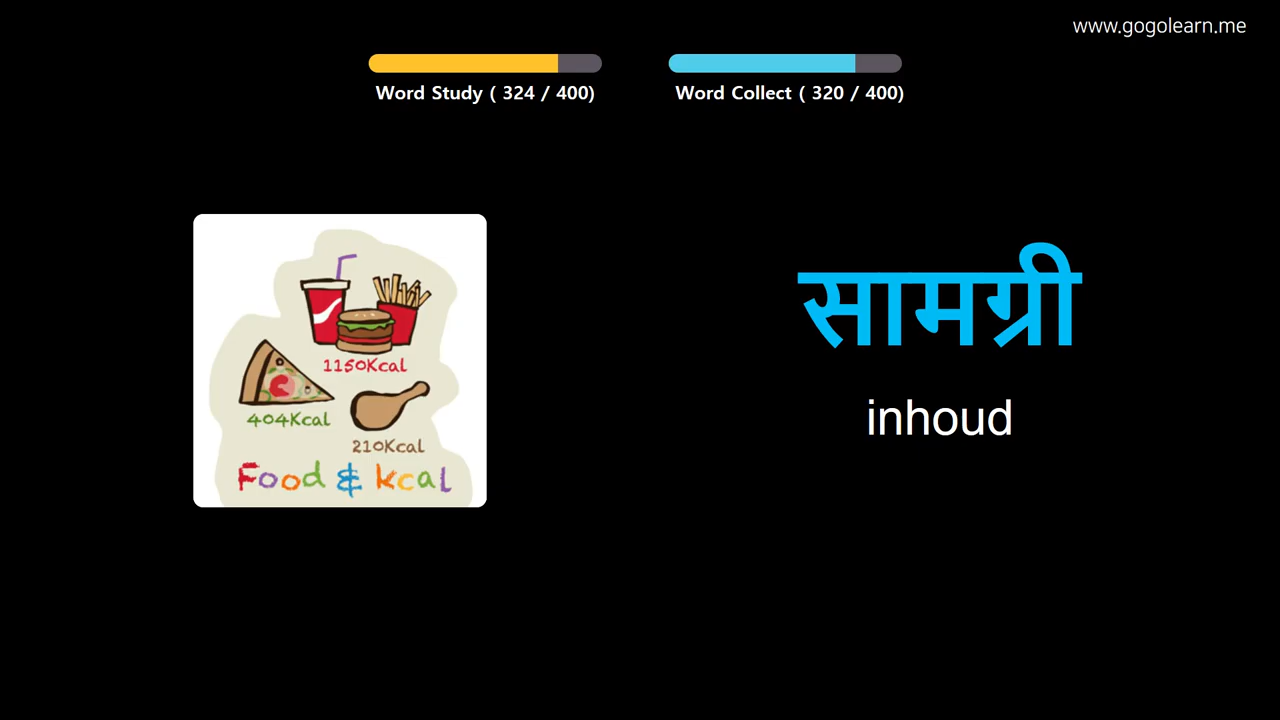 www.gogolearn.me
Word Study ( 324 / 400)
Word Collect ( 320 / 400)
1150Kcal
404Kcal
210Kcal
Food & kcal
सामग्री
inhoud